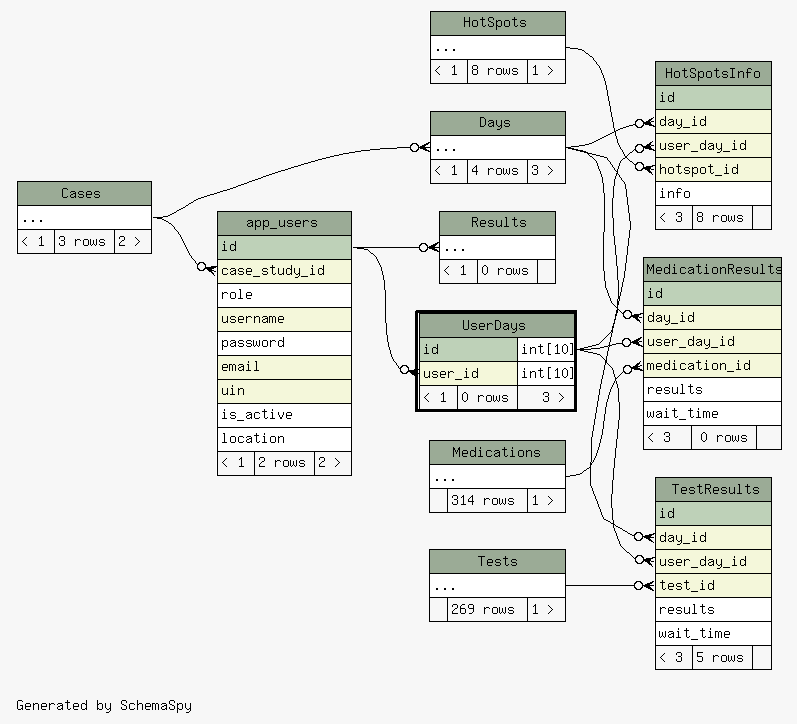 HotSpots
...
< 1 8 rows 1 >
HotSpotsInfo
id
day_id
user_day_id
hotspot_id
info
< 3 8 rows
Days
...
< 1 4 rows 3 >
Cases
...
< 1 3 rows 2 >
app_users
id
case_study_id
role
username
password
email
uin
is_active
location
< 1 2 rows 2 >
Results
...
< 1 0 rows
UserDays
id int[10]
user_id int[10]
< 1 0 rows 3 >
MedicationResults
id
day_id
user_day_id
medication_id
results
wait_time
< 3 0 rows
Medications
...
314 rows 1 >
TestResults
id
day_id
user_day_id
test_id
results
wait_time
< 3 5 rows
Tests
...
269 rows 1 >
Generated by SchemaSpy